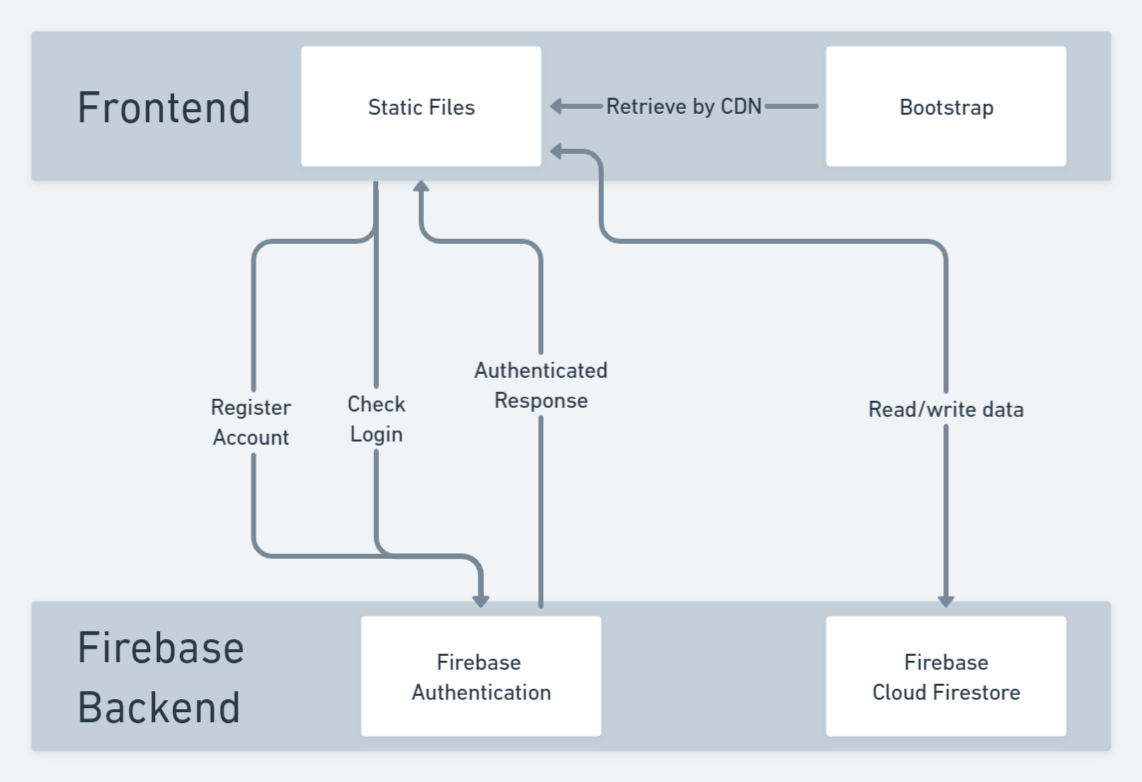 Frontend
Static Files
Retrieve by CDN
Bootstrap
Register
Account
Check
Login
Authenticated
Response
Read/write data
Firebase
Backend
Firebase
Authentication
Firebase
Cloud Firestore